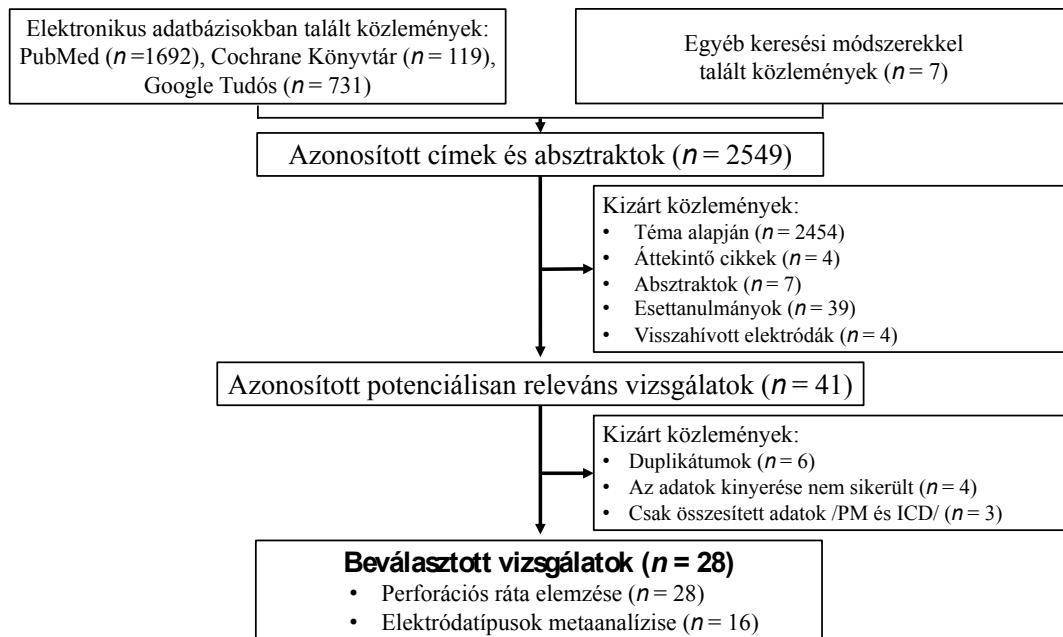 Elektronikus adatbázisokban talált közlemények:
PubMed (n =1692), Cochrane Könyvtár (n = 119),
Google Tudós (n = 731)
Egyéb keresési módszerekkel
talált közlemények (n = 7)
Azonosított címek és absztraktok (n = 2549)
Kizárt közlemények:
• Téma alapján (n = 2454)
• Áttekintő cikkek (n = 4)
• Absztraktok (n = 7)
• Esettanulmányok (n = 39)
• Visszahívott elektródák (n = 4)
Azonosított potenciálisan releváns vizsgálatok (n = 41)
Kizárt közlemények:
• Duplikátumok (n = 6)
• Az adatok kinyerése nem sikerült (n = 4)
• Csak összesített adatok /PM és ICD/ (n = 3)
Beválasztott vizsgálatok (n = 28)
• Perforációs ráta elemzése (n = 28)
• Elektródatípusok metaanalízise (n = 16)